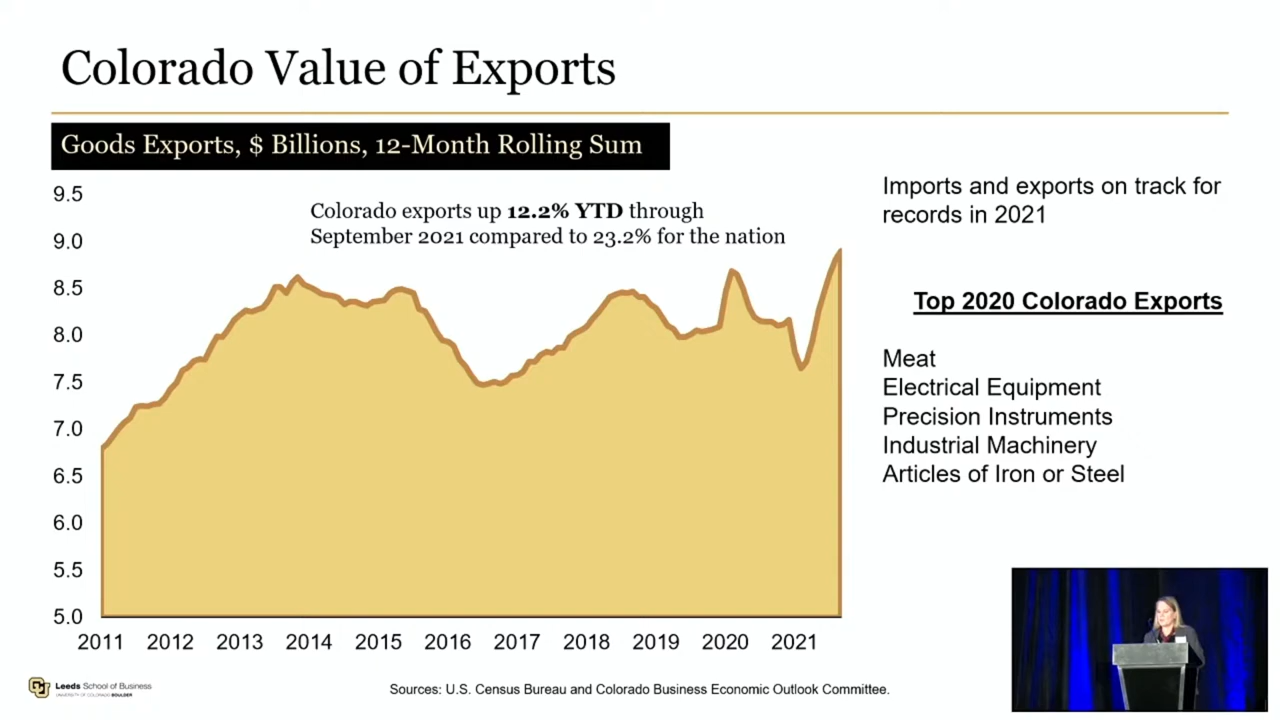 Colorado Value of Exports
Goods Exports, $ Billions, 12-Month Rolling Sum
Colorado exports up 12.2% YTD through
September 2021 compared to 23.2% for the nation
9.5
9.0
8.5
8.0
7.5
7.0
6.5
6.0
5.5
5.0
2011 2012 2013 2014 2015 2016 2017 2018 2019 2020 2021
Imports and exports on track for
records in 2021
Top 2020 Colorado Exports
Meat
Electrical Equipment
Precision Instruments
Industrial Machinery
Articles of Iron or Steel
Leeds School of Business
UNIVERSITY OF COLORADO BOULDER
Sources: U.S. Census Bureau and Colorado Business Economic Outlook Committee.